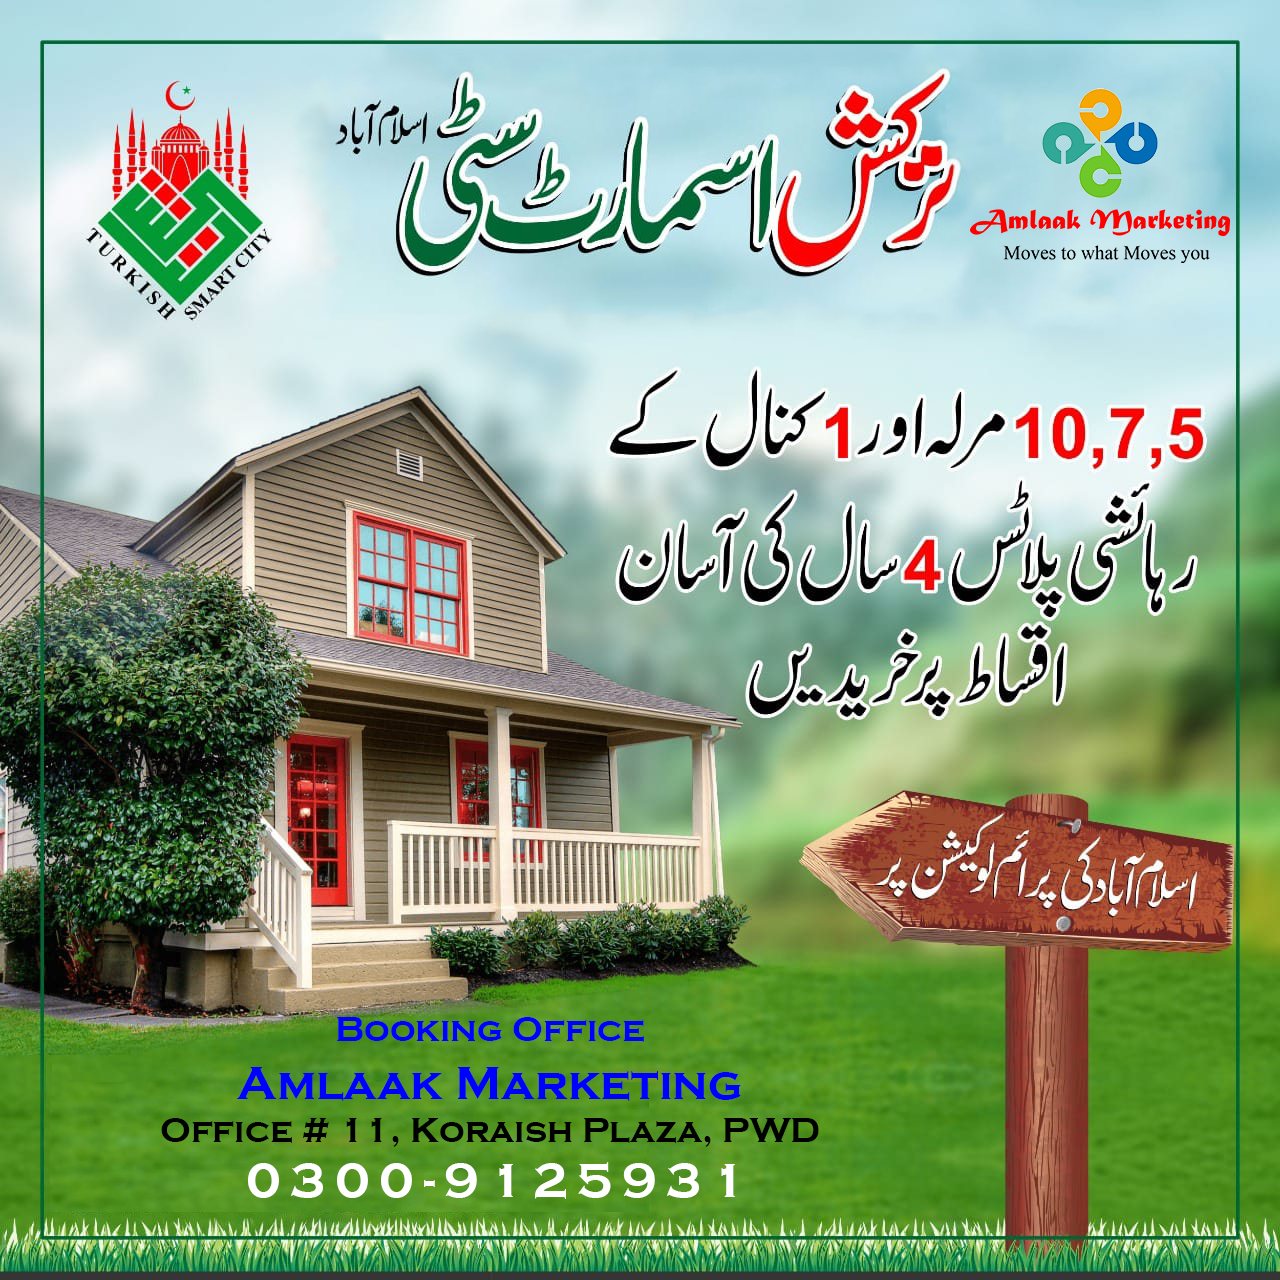 ترکش اسمارٹ سٹی اسلام آباد
TURKISH SMART CITY
Amlaak Marketing
Moves to what Moves you
10,7,5 مرلہ اور 1 کنال کے
رہائشی پلاٹس 4 سال کی آسان
اقساط پر خریدیں
اسلام آباد کی پرائم لوکیشن پر
BOOKING OFFICE
AMLAAK MARKETING
OFFICE # 11, KORAISH PLAZA, PWD
0300-9125931